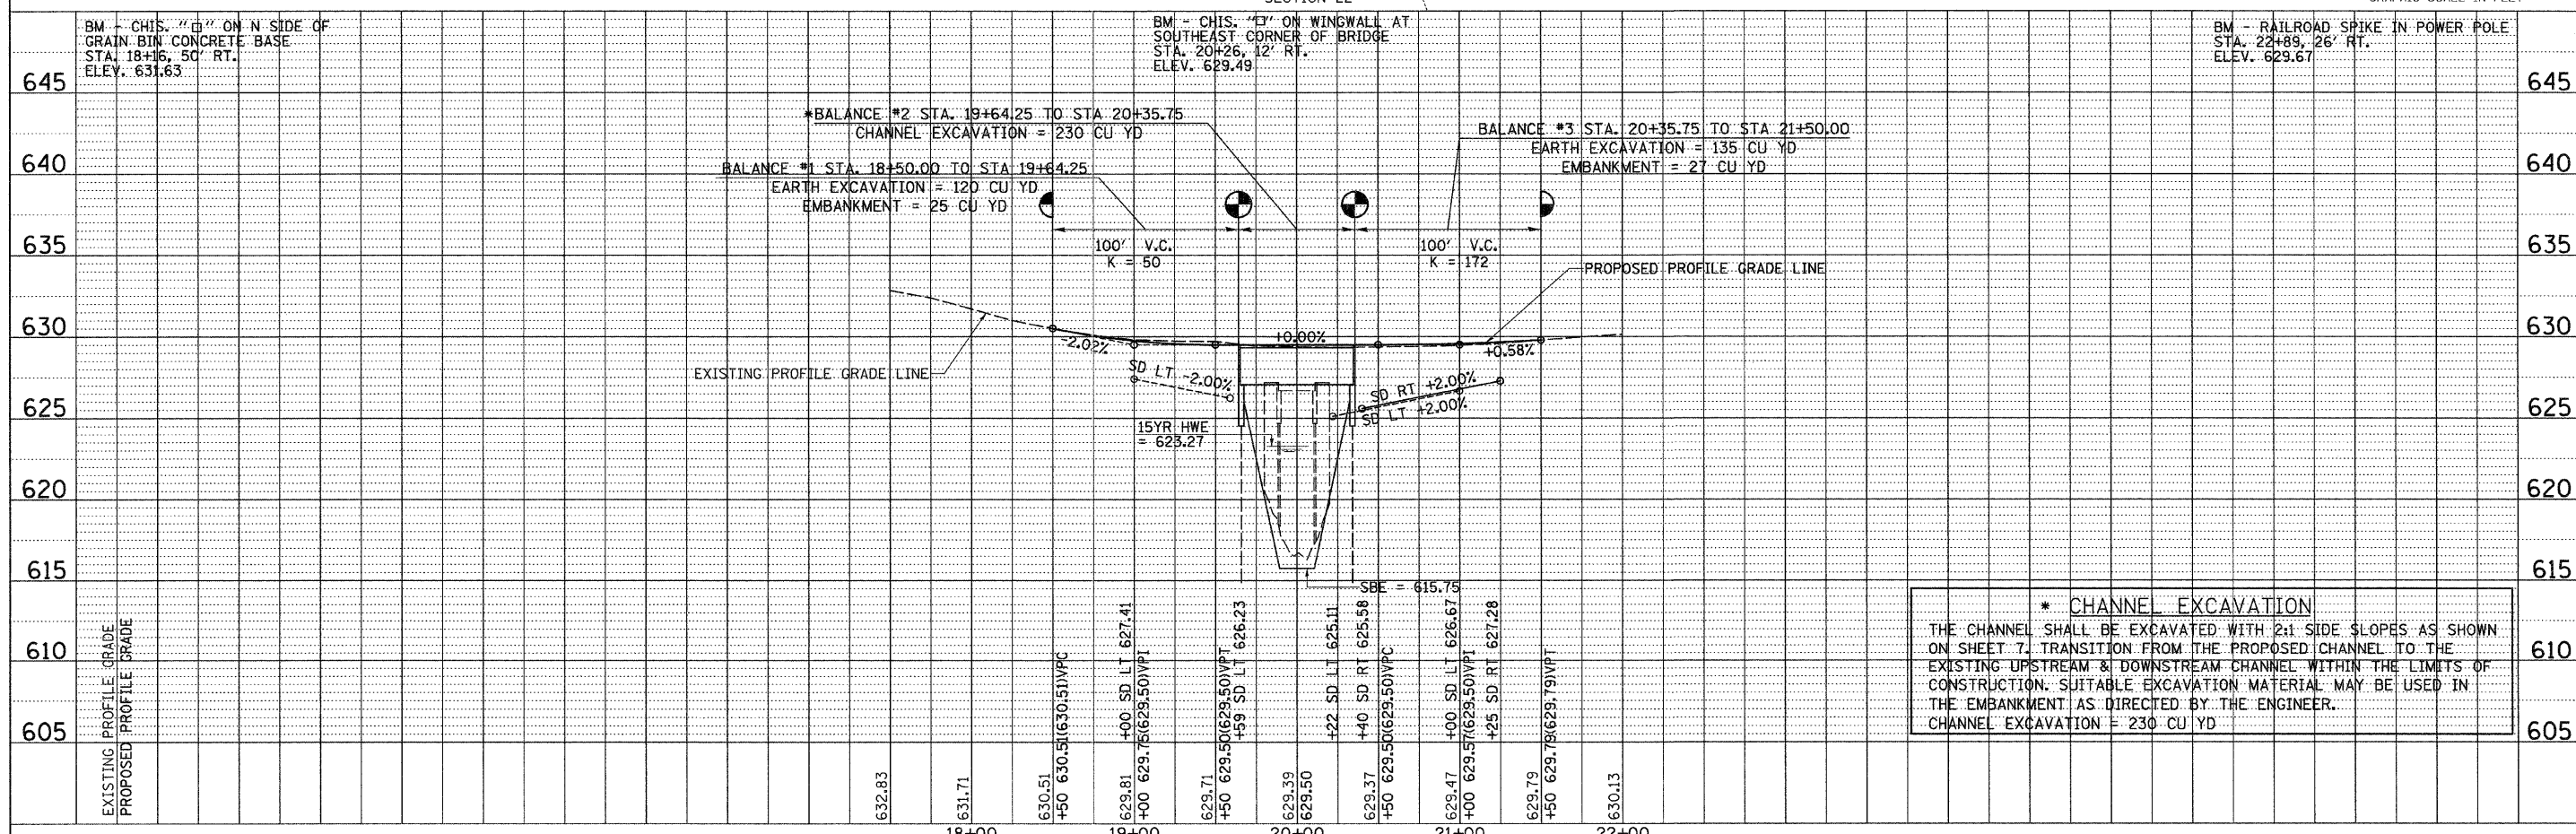 BM - CHIS. "□" ON N SIDE OF
GRAIN BIN CONCRETE BASE
STA. 18+16, 50' RT.
ELEV. 631.63
BM - CHIS. "□" ON WINGWALL AT
SOUTHEAST CORNER OF BRIDGE
STA. 20+26, 12' RT.
ELEV. 629.49
BM - RAILROAD SPIKE IN POWER POLE
STA. 22+89, 26' RT.
ELEV. 629.67
645
645
*BALANCE #2 STA. 19+64.25 TO STA 20+35.75
CHANNEL EXCAVATION = 230 CU YD
BALANCE #3 STA. 20+35.75 TO STA 21+50.00
EARTH EXCAVATION = 135 CU YD
EMBANKMENT = 27 CU YD
640
640
BALANCE #1 STA. 18+50.00 TO STA 19+64.25
EARTH EXCAVATION = 120 CU YD
EMBANKMENT = 25 CU YD
635
635
100' V.C.
K = 50
100' V.C.
K = 172
PROPOSED PROFILE GRADE LINE
630
630
-2.02%
+0.00%
+0.58%
EXISTING PROFILE GRADE LINE
SD LT -2.00%
SD RT +2.00%
SD LT +2.00%
625
625
15YR HWE
= 623.27
620
620
615
615
SBE = 615.75
610
610
605
605
* CHANNEL EXCAVATION
THE CHANNEL SHALL BE EXCAVATED WITH 2:1 SIDE SLOPES AS SHOWN
ON SHEET 7. TRANSITION FROM THE PROPOSED CHANNEL TO THE
EXISTING UPSTREAM & DOWNSTREAM CHANNEL WITHIN THE LIMITS OF
CONSTRUCTION. SUITABLE EXCAVATION MATERIAL MAY BE USED IN
THE EMBANKMENT AS DIRECTED BY THE ENGINEER.
CHANNEL EXCAVATION = 230 CU YD
EXISTING PROFILE GRADE
PROPOSED PROFILE GRADE
632.83
631.71
630.51
+50 630.51(630.51)VPC
+00 SD LT 627.41
629.81
+00 629.75(629.50)VPI
629.71
+50 629.50(629.50)VPT
+59 SD LT 626.23
629.39
629.50
+22 SD LT 625.11
+40 SD RT 625.58
629.37
+50 629.50(629.50)VPC
+00 SD LT 626.67
629.47
+00 629.57(629.50)VPI
+25 SD RT 627.28
629.79
+50 629.79(629.79)VPT
630.13
18+00
19+00
20+00
21+00
22+00